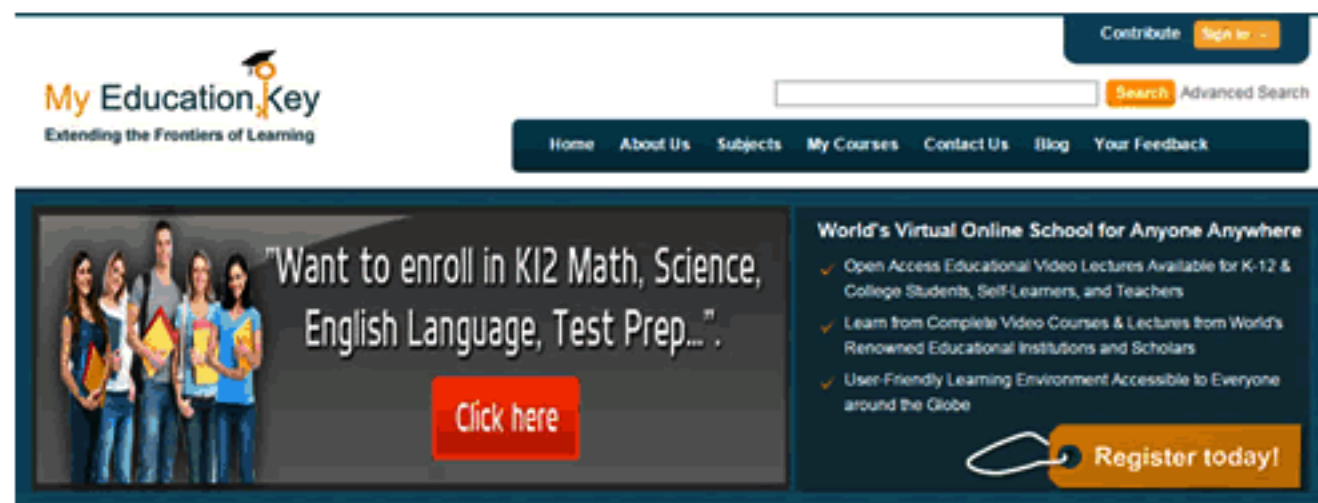 Contribute Sign in
My Education Key
Extending the Frontiers of Learning
Search Advanced Search
Home About Us Subjects My Courses Contact Us Blog Your Feedback
"Want to enroll in K12 Math, Science,
English Language, Test Prep...".
Click here
World's Virtual Online School for Anyone Anywhere
Open Access Educational Video Lectures Available for K-12 &
College Students, Self-Learners, and Teachers
Learn from Complete Video Courses & Lectures from World's
Renowned Educational Institutions and Scholars
User-Friendly Learning Environment Accessible to Everyone
around the Globe
Register today!